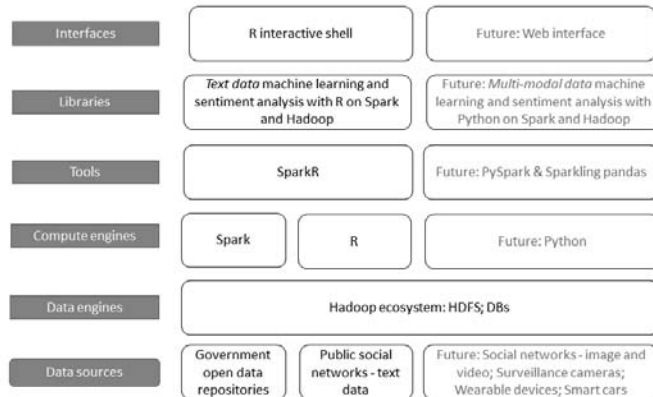 Interfaces
R interactive shell
Future: Web interface
Libraries
Text data machine learning and
sentiment analysis with R on Spark
and Hadoop
Future: Multi-modal data machine
learning and sentiment analysis with
Python on Spark and Hadoop
Tools
SparkR
Future: PySpark & Sparkling pandas
Compute engines
Spark
R
Future: Python
Data engines
Hadoop ecosystem: HDFS; DBs
Data sources
Government
open data
repositories
Public social
networks - text
data
Future: Social networks - image and
video; Surveillance cameras;
Wearable devices; Smart cars